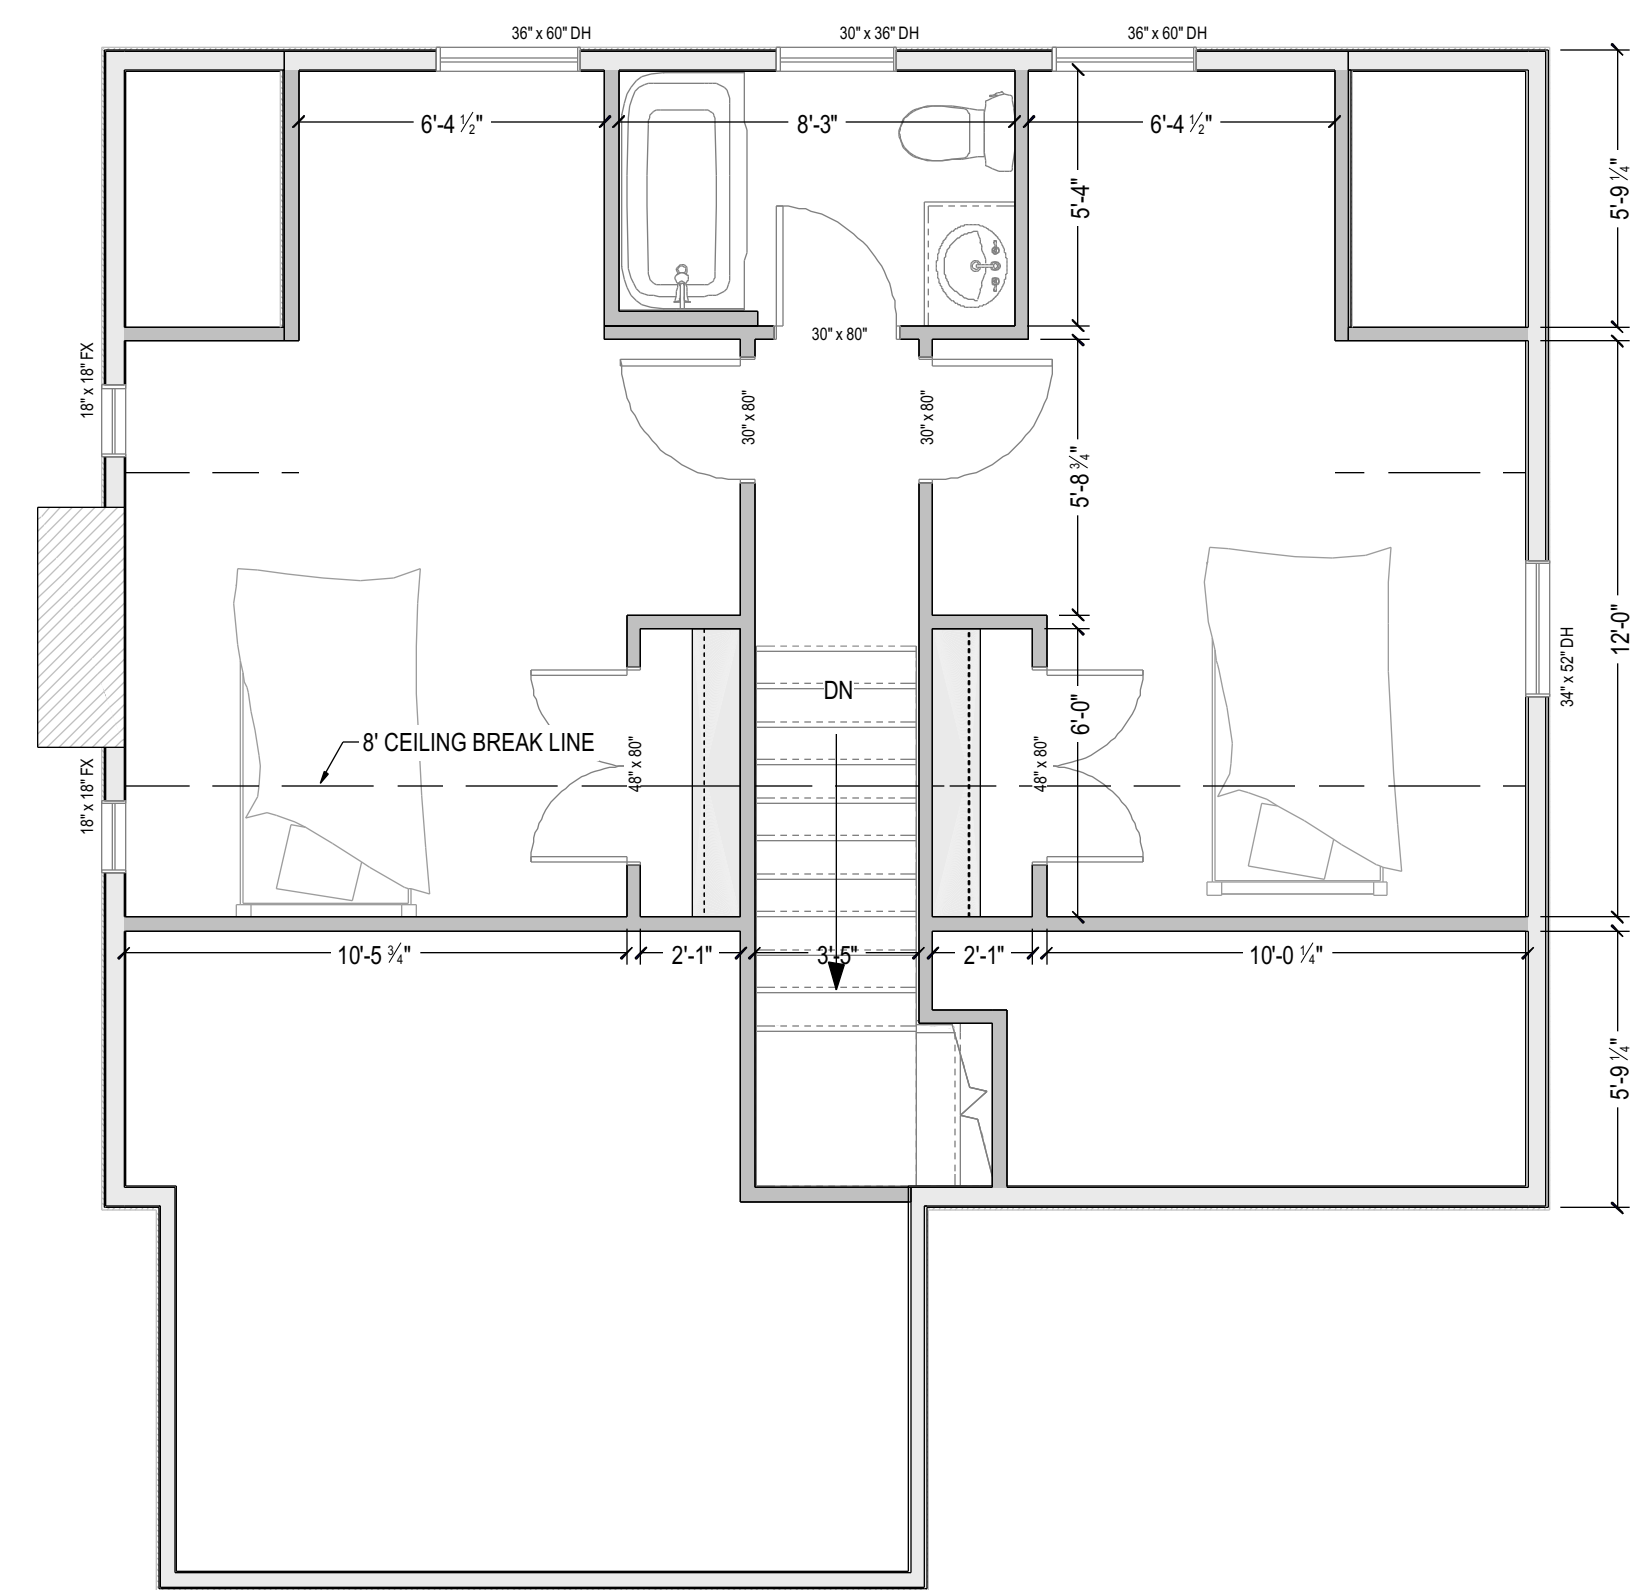 36" x 60" DH
30" x 36" DH
36" x 60" DH
6'-4 ½"
8'-3"
6'-4 ½"
5'-4"
5'-9 ¼"
30" x 80"
18" x 18" FX
30" x 80"
30" x 80"
5'-8 ¾"
12'-0"
34" x 52" DH
DN
6'-0"
8' CEILING BREAK LINE
48" x 80"
48" x 80"
18" x 18" FX
10'-5 ¾"
2'-1"
3'-5"
2'-1"
10'-0 ¼"
5'-9 ¼"